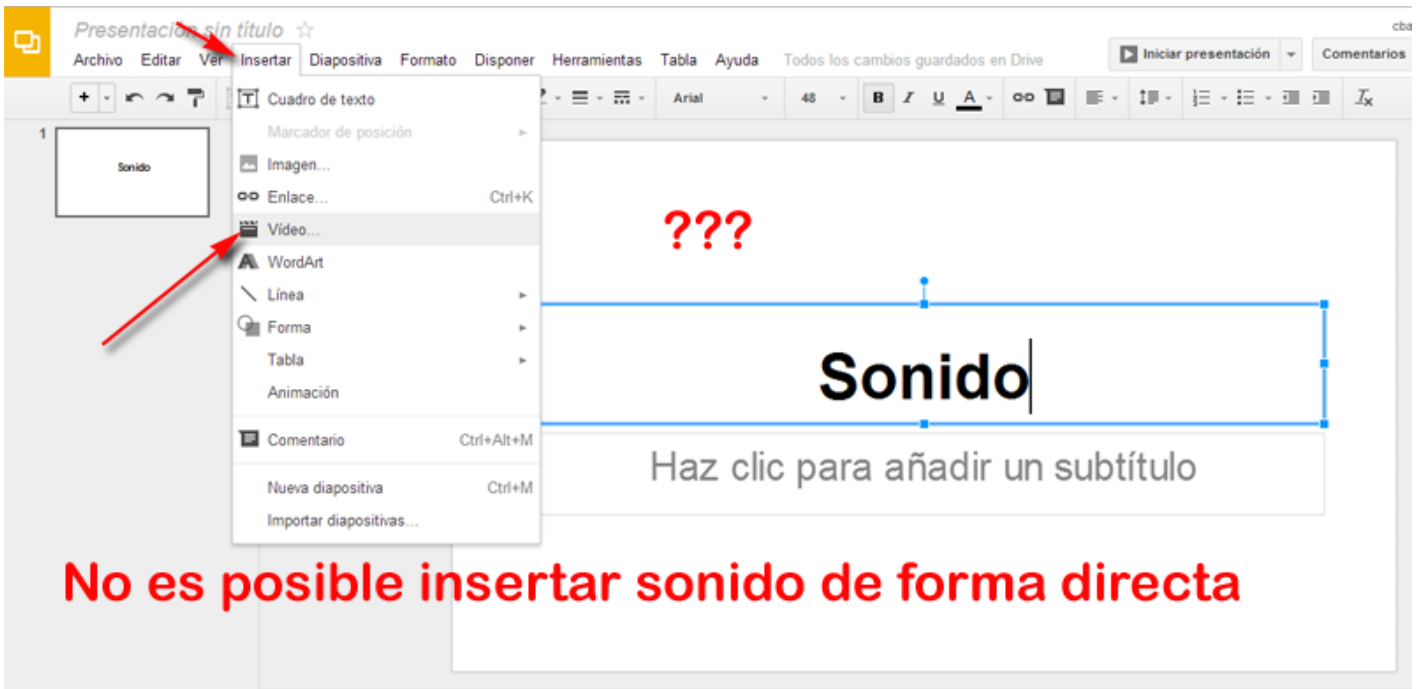 Presentación sin título
cba
Archivo Editar Ver Insertar Diapositiva Formato Disponer Herramientas Tabla Ayuda Todos los cambios guardados en Drive
Iniciar presentación Comentarios
Arial 48 B I U A
1
Sonido
Cuadro de texto
Marcador de posición
Imagen...
Enlace... Ctrl+K
Vídeo...
WordArt
Línea
Forma
Tabla
Animación
Comentario Ctrl+Alt+M
Nueva diapositiva Ctrl+M
Importar diapositivas...
???
Sonido
Haz clic para añadir un subtítulo
No es posible insertar sonido de forma directa